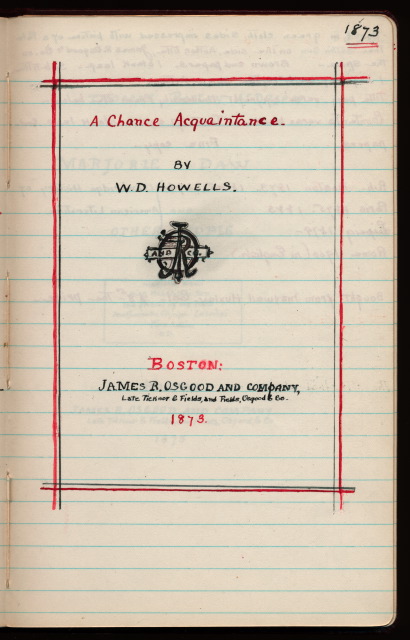 1873
A Chance Acquaintance.
BY
W.D. HOWELLS.
AND CO.
BOSTON:
JAMES R. OSGOOD AND COMPANY,
Late Ticknor & Fields, and Fields, Osgood & Co.
1873.